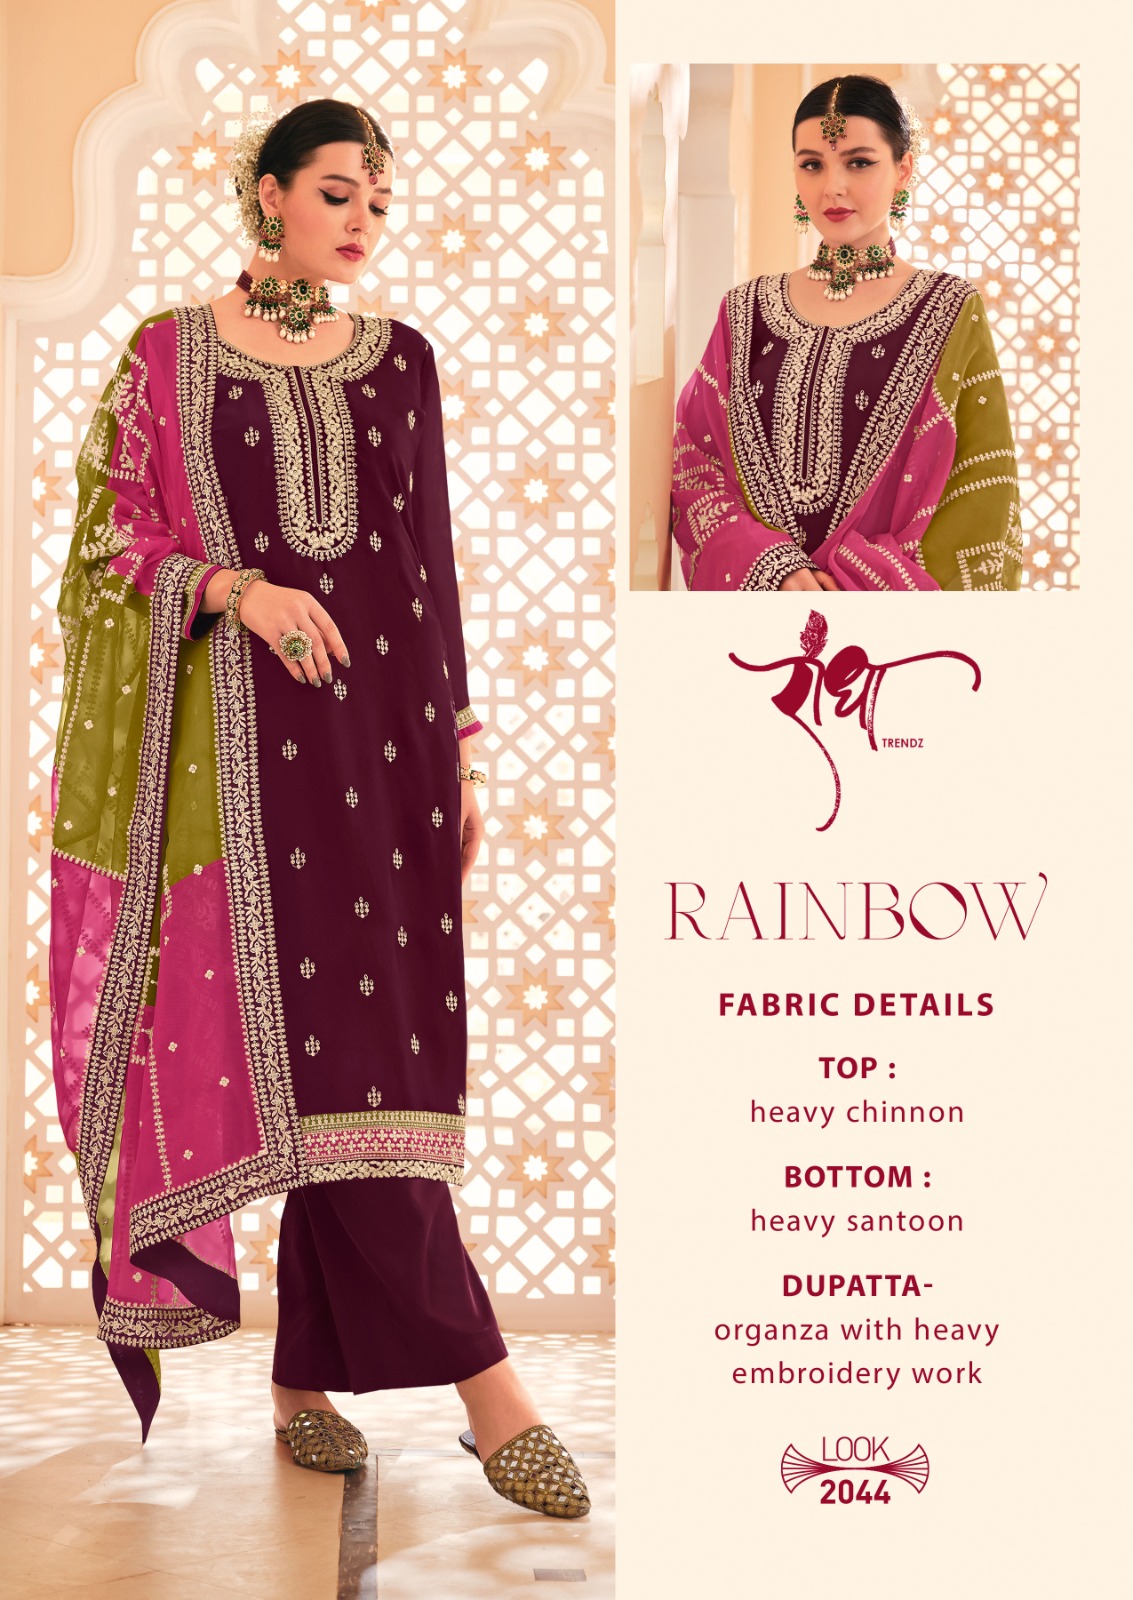 राधा
TRENDZ
RAINBOW
FABRIC DETAILS
TOP :
heavy chinnon
BOTTOM :
heavy santoon
DUPATTA-
organza with heavy
embroidery work
LOOK
2044